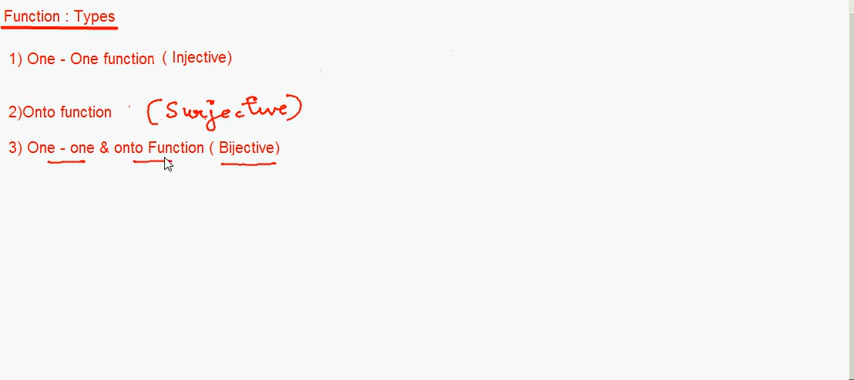 Function : Types
1) One - One function ( Injective)
2)Onto function (Surjective)
3) One - one & onto Function ( Bijective)